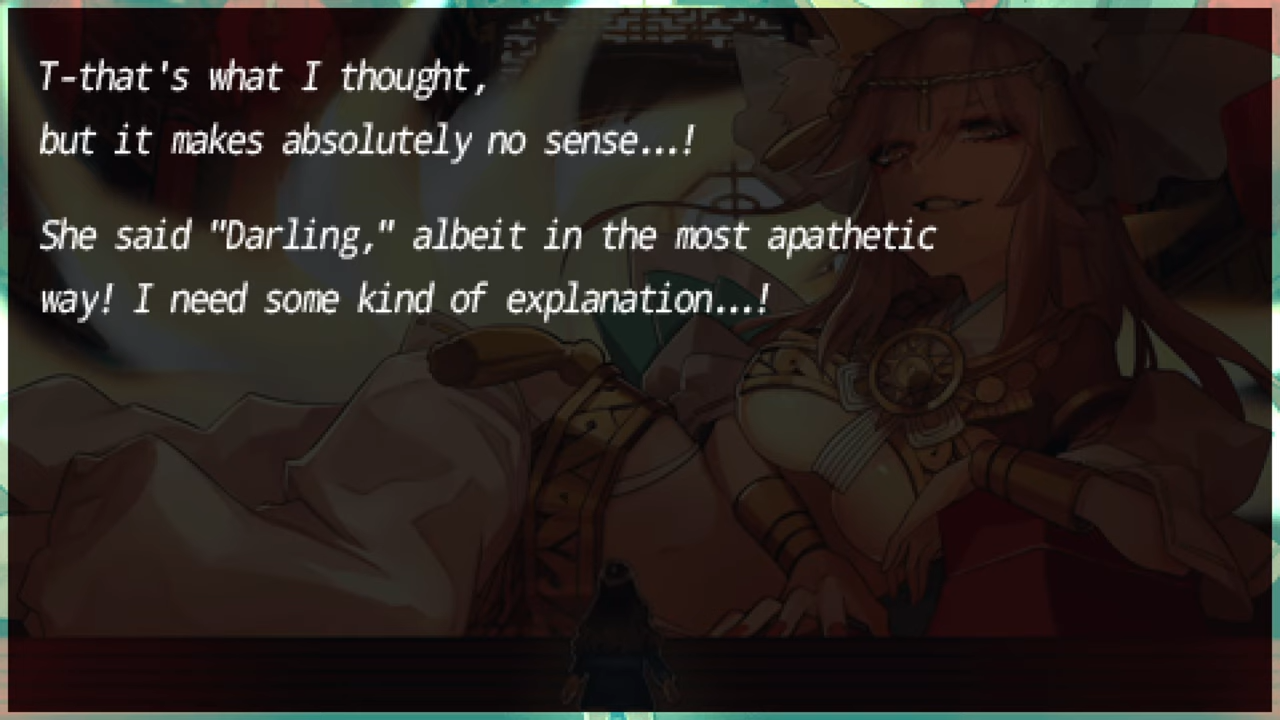 T-that's what I thought,
but it makes absolutely no sense...!
She said "Darling," albeit in the most apathetic
way! I need some kind of explanation...!